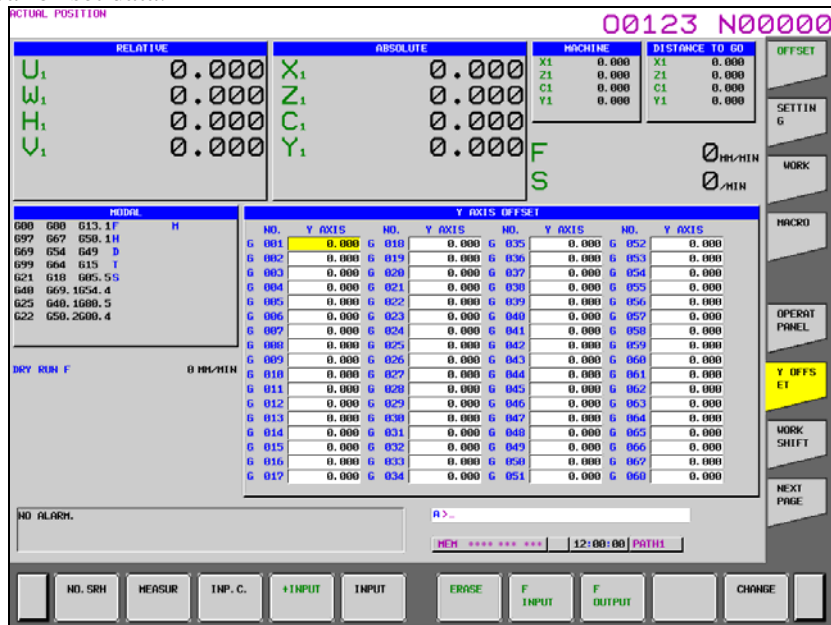 ACTUAL POSITION
O0123 N00000
RELATIVE
U1 0.000
W1 0.000
H1 0.000
V1 0.000
ABSOLUTE
X1 0.000
Z1 0.000
C1 0.000
Y1 0.000
MACHINE
X1 0.000
Z1 0.000
C1 0.000
Y1 0.000
DISTANCE TO GO
X1 0.000
Z1 0.000
C1 0.000
Y1 0.000
F 0 MM/MIN
S 0 /MIN
MODAL
G00 G80 G13.1 F M
G97 G67 G50.1 H
G69 G54 G49 D
G99 G64 G15 T
G21 G18 G05.5 S
G40 G69.1 G54.4
G25 G40.1 G80.5
G22 G50.2 G00.4
DRY RUN F 0 MM/MIN
Y AXIS OFFSET
NO. Y AXIS NO. Y AXIS NO. Y AXIS NO. Y AXIS
G 001 0.000 G 018 0.000 G 035 0.000 G 052 0.000
G 002 0.000 G 019 0.000 G 036 0.000 G 053 0.000
G 003 0.000 G 020 0.000 G 037 0.000 G 054 0.000
G 004 0.000 G 021 0.000 G 038 0.000 G 055 0.000
G 005 0.000 G 022 0.000 G 039 0.000 G 056 0.000
G 006 0.000 G 023 0.000 G 040 0.000 G 057 0.000
G 007 0.000 G 024 0.000 G 041 0.000 G 058 0.000
G 008 0.000 G 025 0.000 G 042 0.000 G 059 0.000
G 009 0.000 G 026 0.000 G 043 0.000 G 060 0.000
G 010 0.000 G 027 0.000 G 044 0.000 G 061 0.000
G 011 0.000 G 028 0.000 G 045 0.000 G 062 0.000
G 012 0.000 G 029 0.000 G 046 0.000 G 063 0.000
G 013 0.000 G 030 0.000 G 047 0.000 G 064 0.000
G 014 0.000 G 031 0.000 G 048 0.000 G 065 0.000
G 015 0.000 G 032 0.000 G 049 0.000 G 066 0.000
G 016 0.000 G 033 0.000 G 050 0.000 G 067 0.000
G 017 0.000 G 034 0.000 G 051 0.000 G 068 0.000
NO ALARM.
A>_
MEM **** *** *** 12:00:00 PATH1
OFFSET
SETTIN
G
WORK
MACRO
OPERAT
PANEL
Y OFFS
ET
WORK
SHIFT
NEXT
PAGE
NO. SRH
MEASUR
INP. C.
+INPUT
INPUT
ERASE
F
INPUT
F
OUTPUT
CHANGE